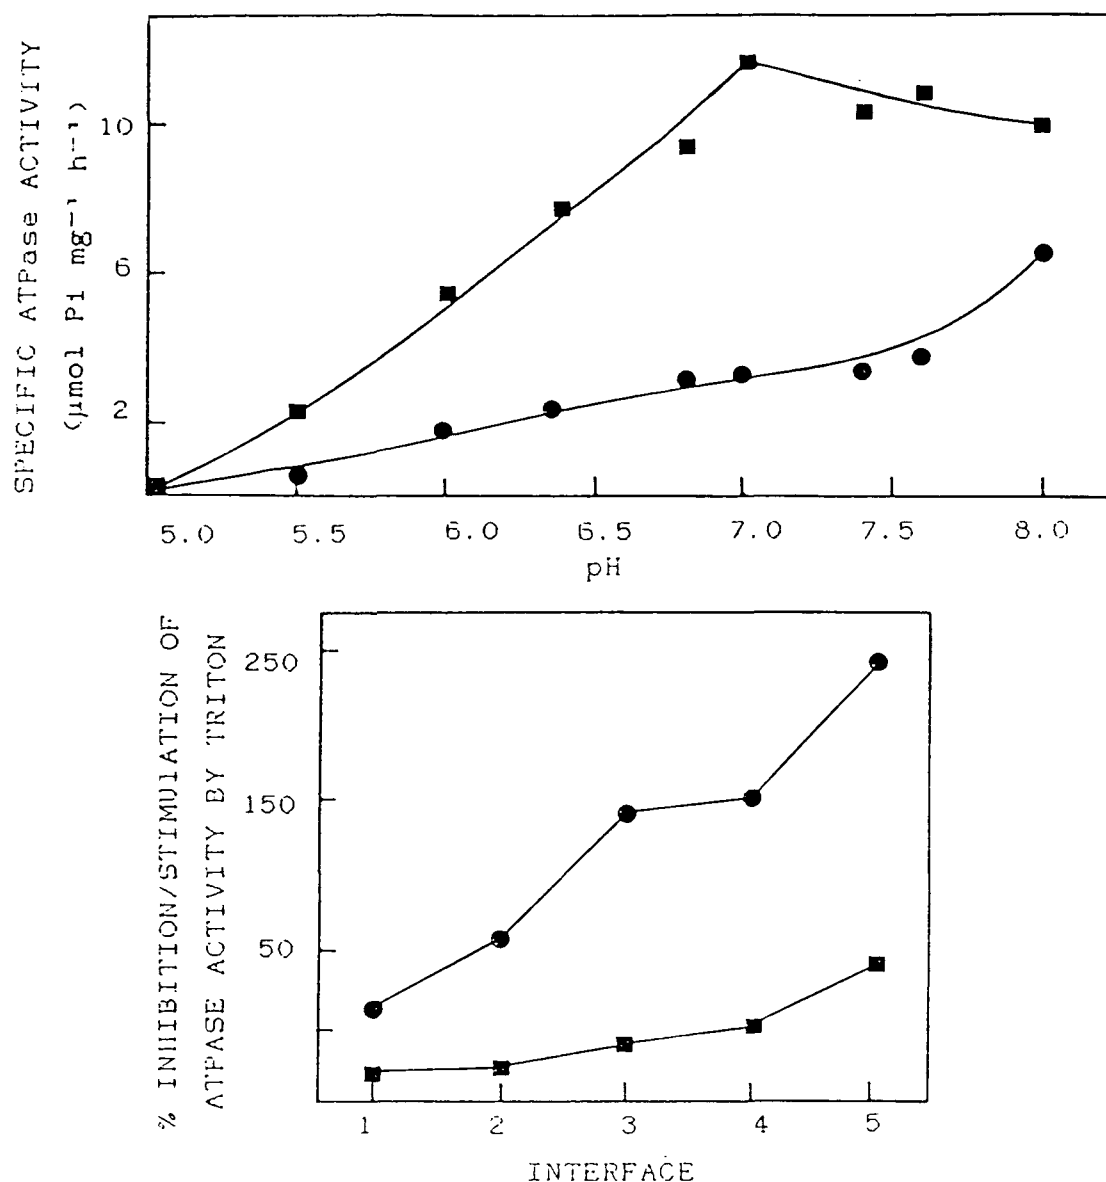 SPECIFIC ATPase ACTIVITY
(µmol Pi mg⁻¹ h⁻¹)
10
6
2
5.0 5.5 6.0 6.5 7.0 7.5 8.0
pH
% INHIBITION/STIMULATION OF
ATPASE ACTIVITY BY TRITON
250
150
50
1 2 3 4 5
INTERFACE